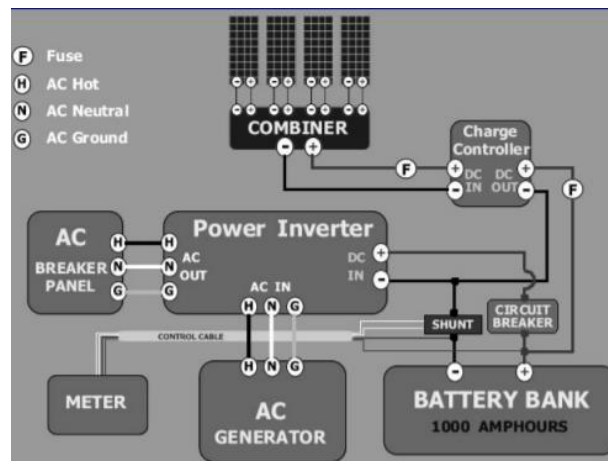 F Fuse
H AC Hot
N AC Neutral
G AC Ground
- + - + - + - +
- + - + - + - +
COMBINER
- +
Charge
Controller
+ DC DC +
- IN OUT -
F
F
AC
BREAKER
PANEL
H H
N N
G G
Power Inverter
AC
OUT
DC +
IN -
AC IN
H N G
CONTROL CABLE
SHUNT
CIRCUIT
BREAKER
METER
H N G
AC
GENERATOR
- +
BATTERY BANK
1000 AMPHOURS